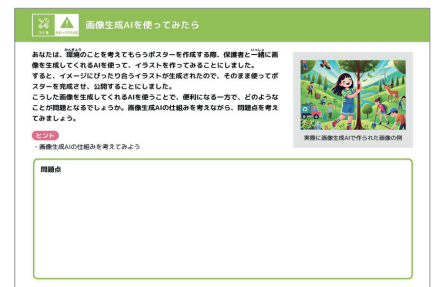 画像生成AIを使ってみたら
あなたは、環境のことを考えてもらうポスターを作成する際、保護者と一緒に画
像を生成してくれるAIを使って、イラストを作ってみることにしました。
すると、イメージにぴったり合うイラストが生成されたので、そのまま使ってポ
スターを完成させ、公開することにしました。
こうした画像を生成してくれるAIを使うことで、便利になる一方で、どのような
ことが問題となるでしょうか。画像生成AIの仕組みを考えながら、問題点を考え
てみましょう。
実際に画像生成AIで作られた画像の例
ヒント
・画像生成AIの仕組みを考えてみよう
問題点